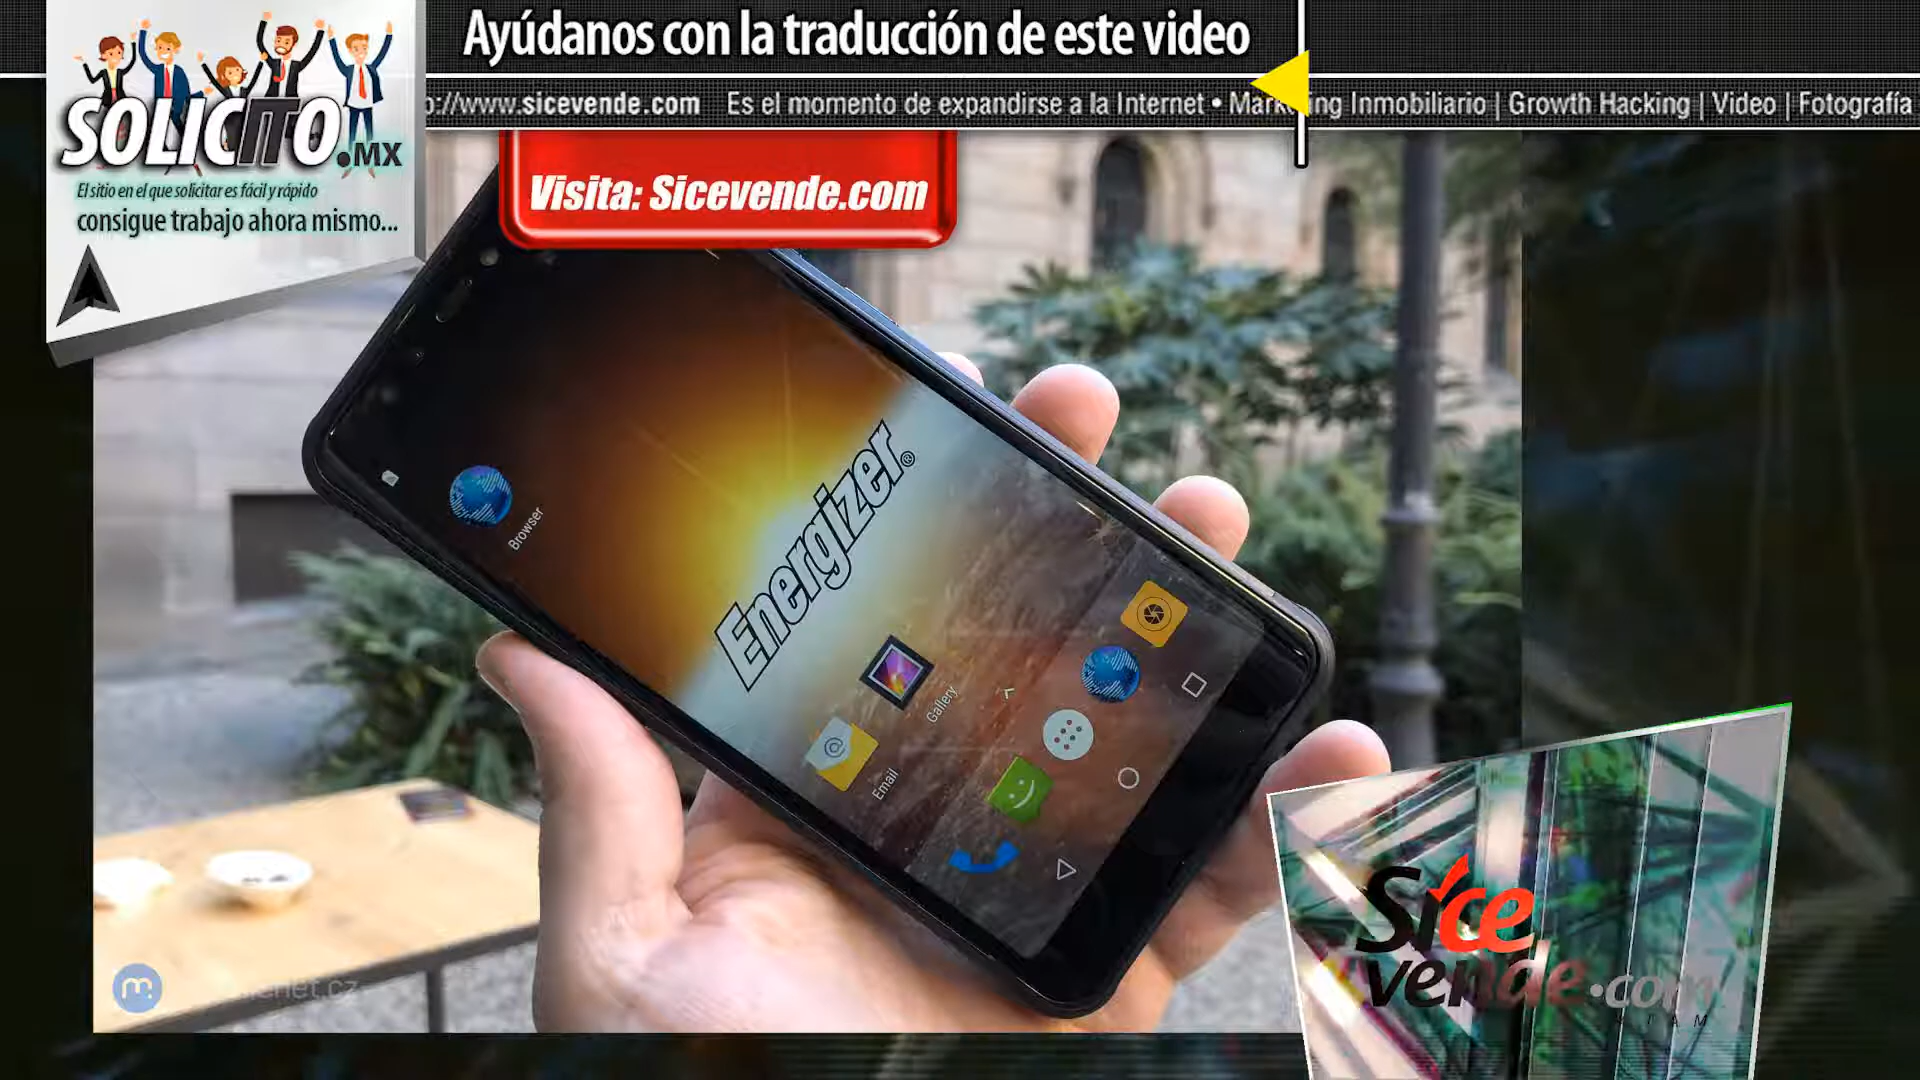 Ayúdanos con la traducción de este video
p://www.sicevende.com Es el momento de expandirse a la Internet • Marketing Inmobiliario | Growth Hacking | Video | Fotografía
SOLICITO.MX
El sitio en el que solicitar es fácil y rápido
consigue trabajo ahora mismo...
Visita: Sicevende.com
Browser
Energizer®
Gallery
Email
m.
Sice
vende.com